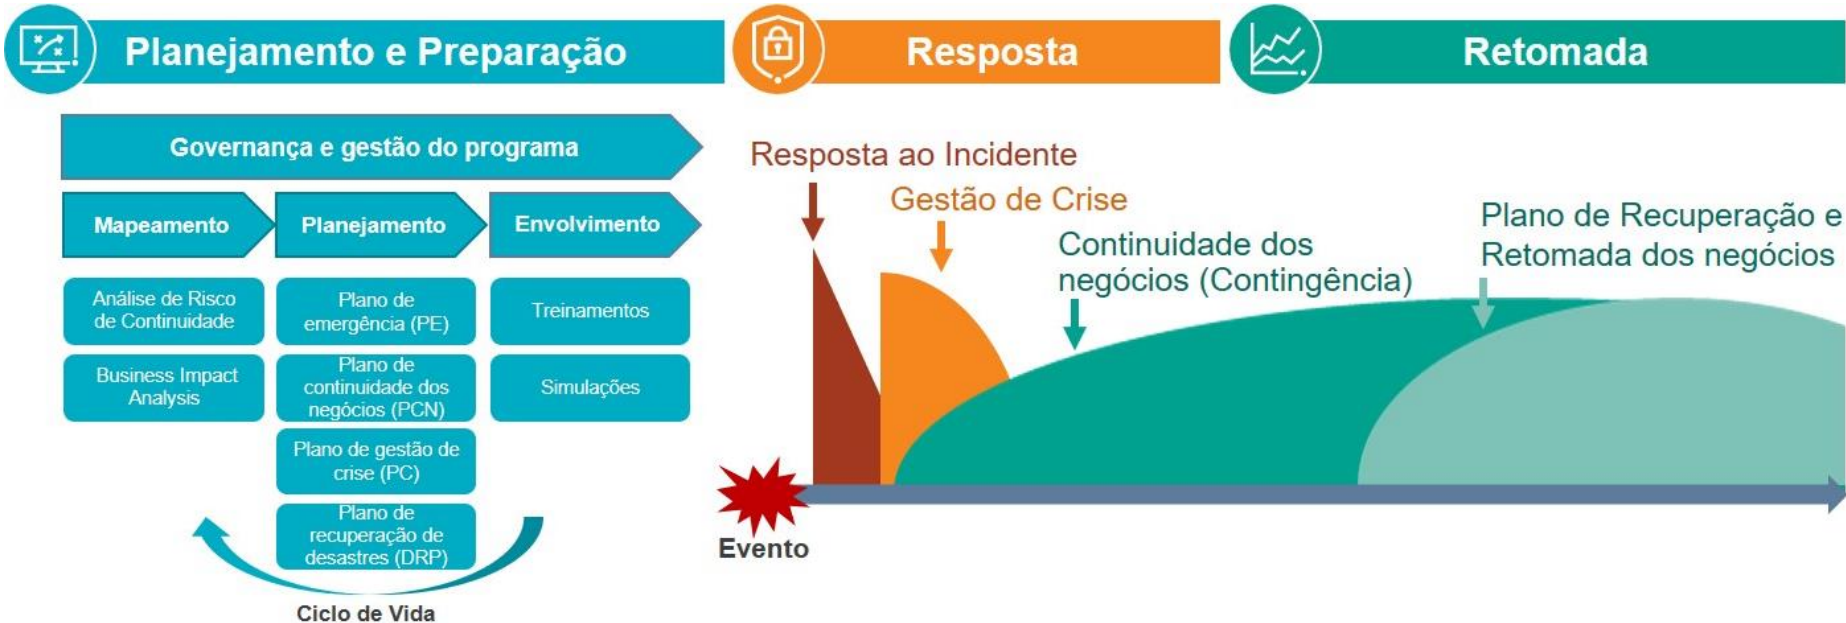 Planejamento e Preparação
Resposta
Retomada
Governança e gestão do programa
Mapeamento
Planejamento
Envolvimento
Análise de Risco
de Continuidade
Business Impact
Analysis
Plano de
emergência (PE)
Plano de
continuidade dos
negócios (PCN)
Plano de gestão de
crise (PC)
Plano de
recuperação de
desastres (DRP)
Treinamentos
Simulações
Ciclo de Vida
Resposta ao Incidente
Gestão de Crise
Continuidade dos
negócios (Contingência)
Plano de Recuperação e
Retomada dos negócios
Evento